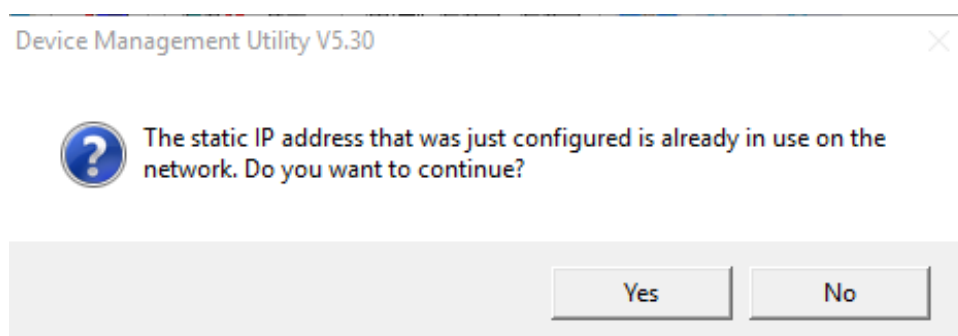 Device Management Utility V5.30
The static IP address that was just configured is already in use on the
network. Do you want to continue?
Yes
No